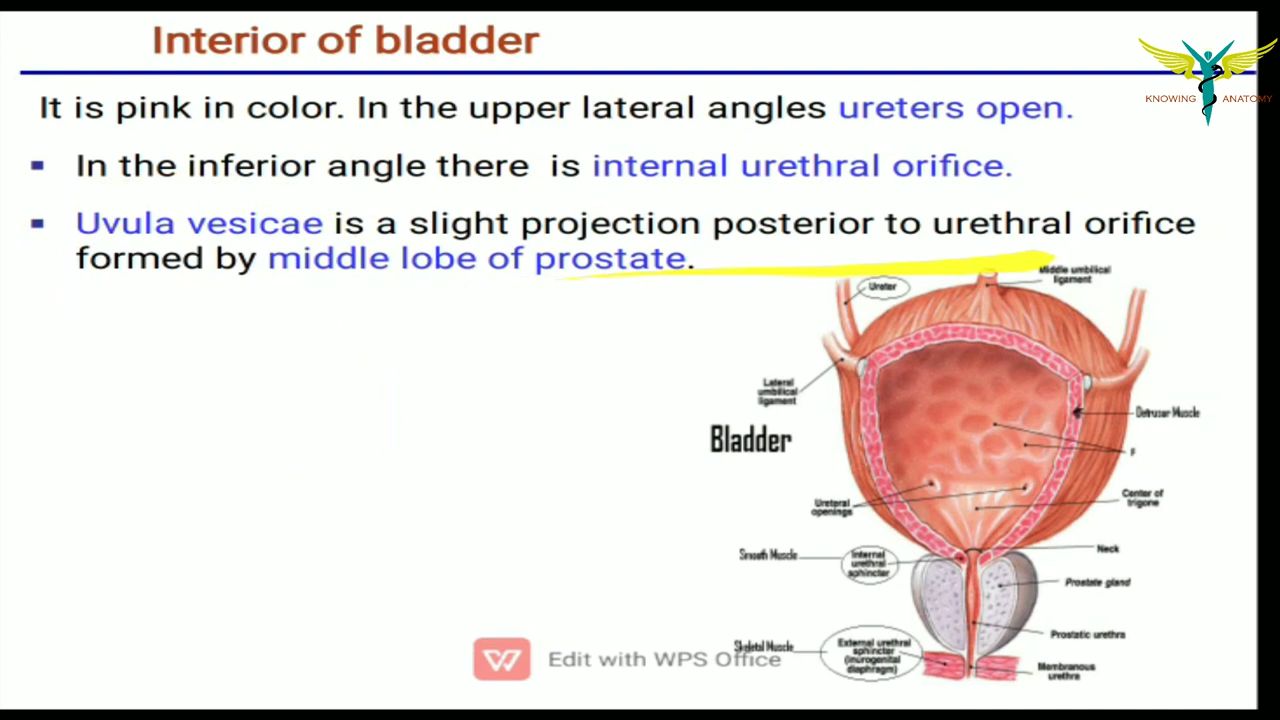 Interior of bladder
KNOWING ANATOMY
It is pink in color. In the upper lateral angles ureters open.
▪ In the inferior angle there is internal urethral orifice.
▪ Uvula vesicae is a slight projection posterior to urethral orifice
formed by middle lobe of prostate.
Middle umbilical
ligament
Ureter
Lateral
umbilical
ligament
Detrusor Muscle
Bladder
F
Ureteral
openings
Center of
trigone
Smooth Muscle
Internal
urethral
sphincter
Neck
Prostate gland
Prostatic urethra
Skeletal Muscle
External urethral
sphincter
(inurogenital
diaphragm)
Membranous
urethra
Edit with WPS Office